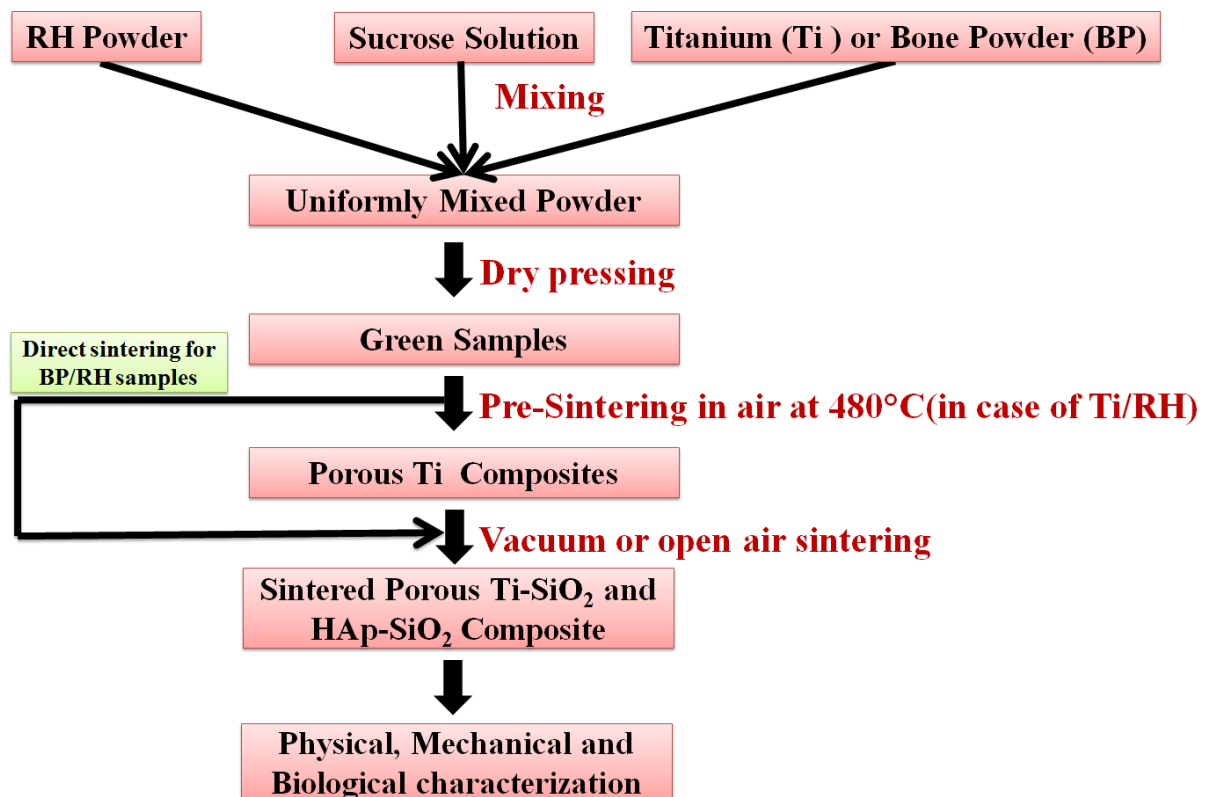 RH Powder
Sucrose Solution
Titanium (Ti ) or Bone Powder (BP)
Mixing
Uniformly Mixed Powder
Dry pressing
Green Samples
Direct sintering for
BP/RH samples
Pre-Sintering in air at 480°C(in case of Ti/RH)
Porous Ti Composites
Vacuum or open air sintering
Sintered Porous Ti-SiO₂ and
HAp-SiO₂ Composite
Physical, Mechanical and
Biological characterization